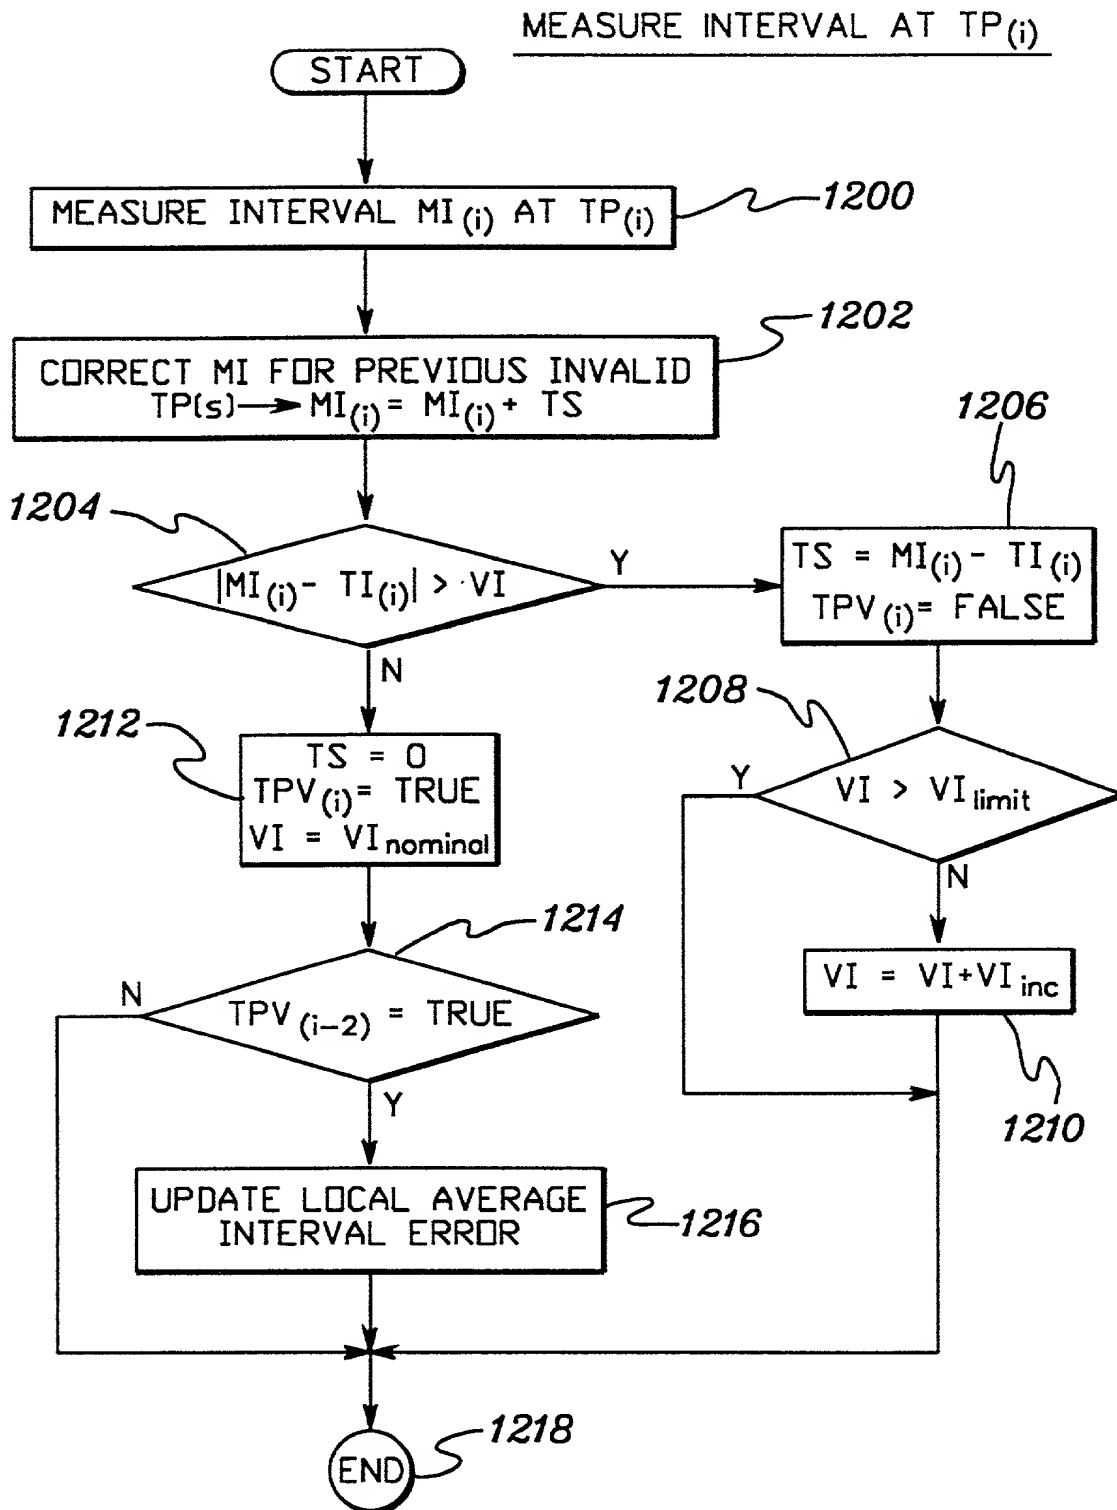 MEASURE INTERVAL AT TP(i)
START
MEASURE INTERVAL MI(i) AT TP(i)
1200
1202
CORRECT MI FOR PREVIOUS INVALID
TP(s)→ MI(i)= MI(i)+ TS
1204
|MI(i)- TI(i)| > VI
Y
N
1206
TS = MI(i)- TI(i)
TPV(i)= FALSE
1208
VI > VIlimit
Y
N
VI = VI+VIinc
1210
1212
TS = 0
TPV(i)= TRUE
VI = VInominal
1214
TPV(i-2) = TRUE
N
Y
UPDATE LOCAL AVERAGE
INTERVAL ERROR
1216
END
1218